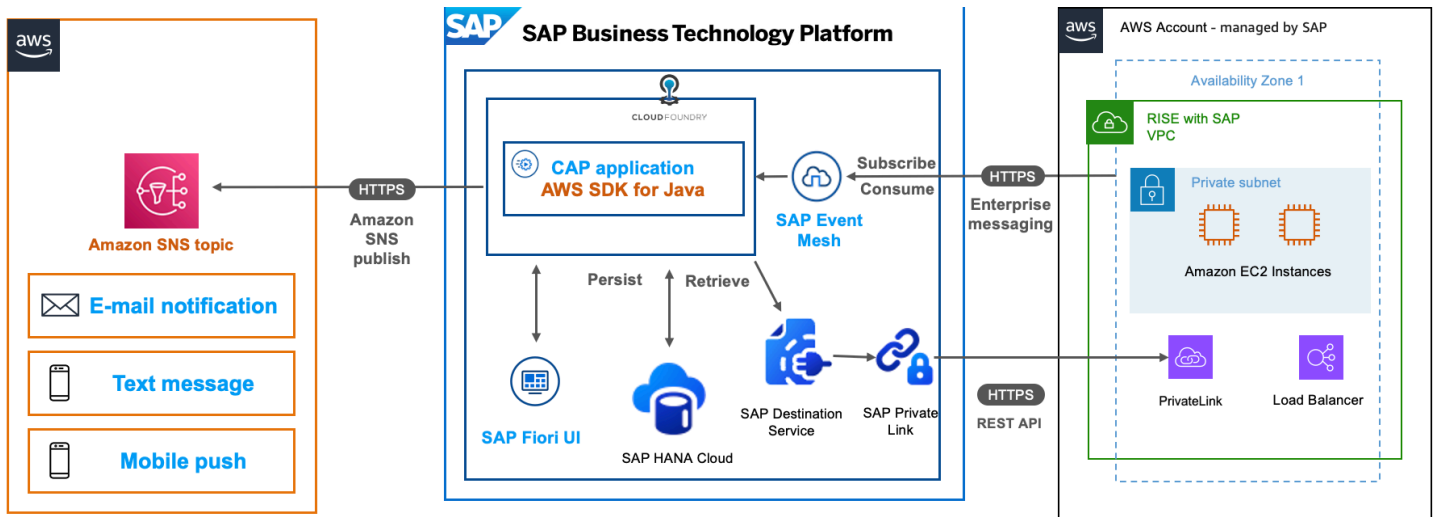 aws
Amazon SNS topic
E-mail notification
Text message
Mobile push
HTTPS
Amazon
SNS
publish
SAP
SAP Business Technology Platform
CLOUDFOUNDRY
CAP application
AWS SDK for Java
Subscribe
Consume
SAP Event
Mesh
Persist
Retrieve
SAP Fiori UI
SAP HANA Cloud
SAP Destination
Service
SAP Private
Link
HTTPS
Enterprise
messaging
HTTPS
REST API
aws
AWS Account - managed by SAP
Availability Zone 1
RISE with SAP
VPC
Private subnet
Amazon EC2 Instances
PrivateLink
Load Balancer